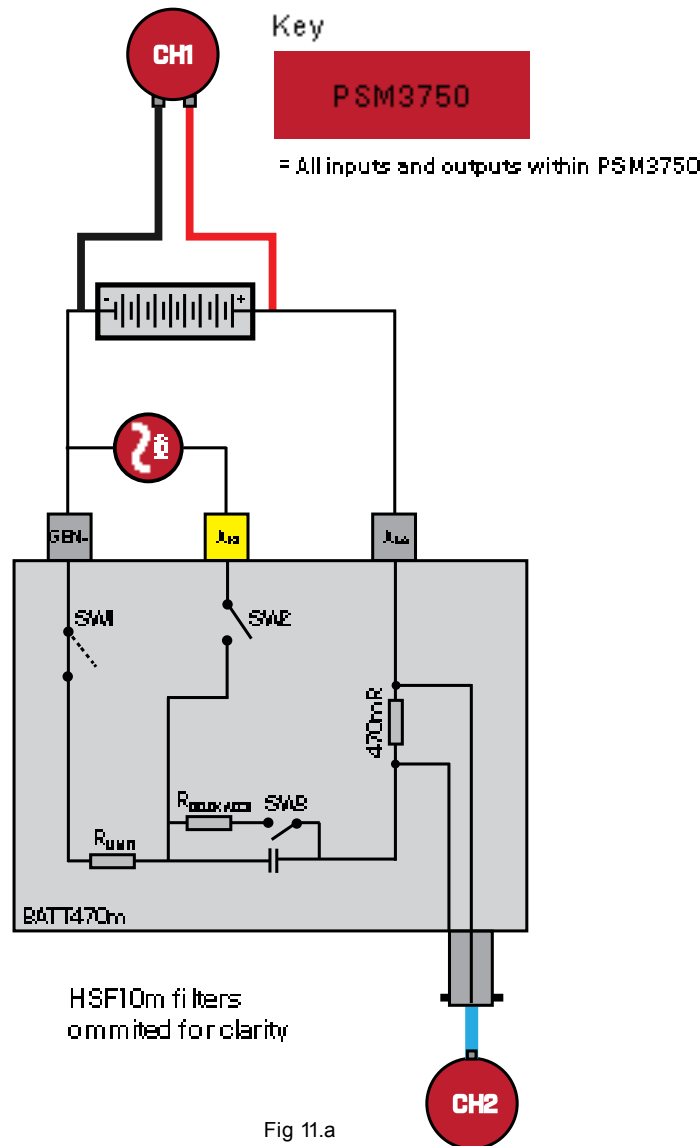 CH1
Key
PSM3750
= All inputs and outputs within PSM3750
-
+
GEN-
SW1
SW2
470mR
SW3
BATT470m
HSF10m filters
ommited for clarity
CH2
Fig 11.a